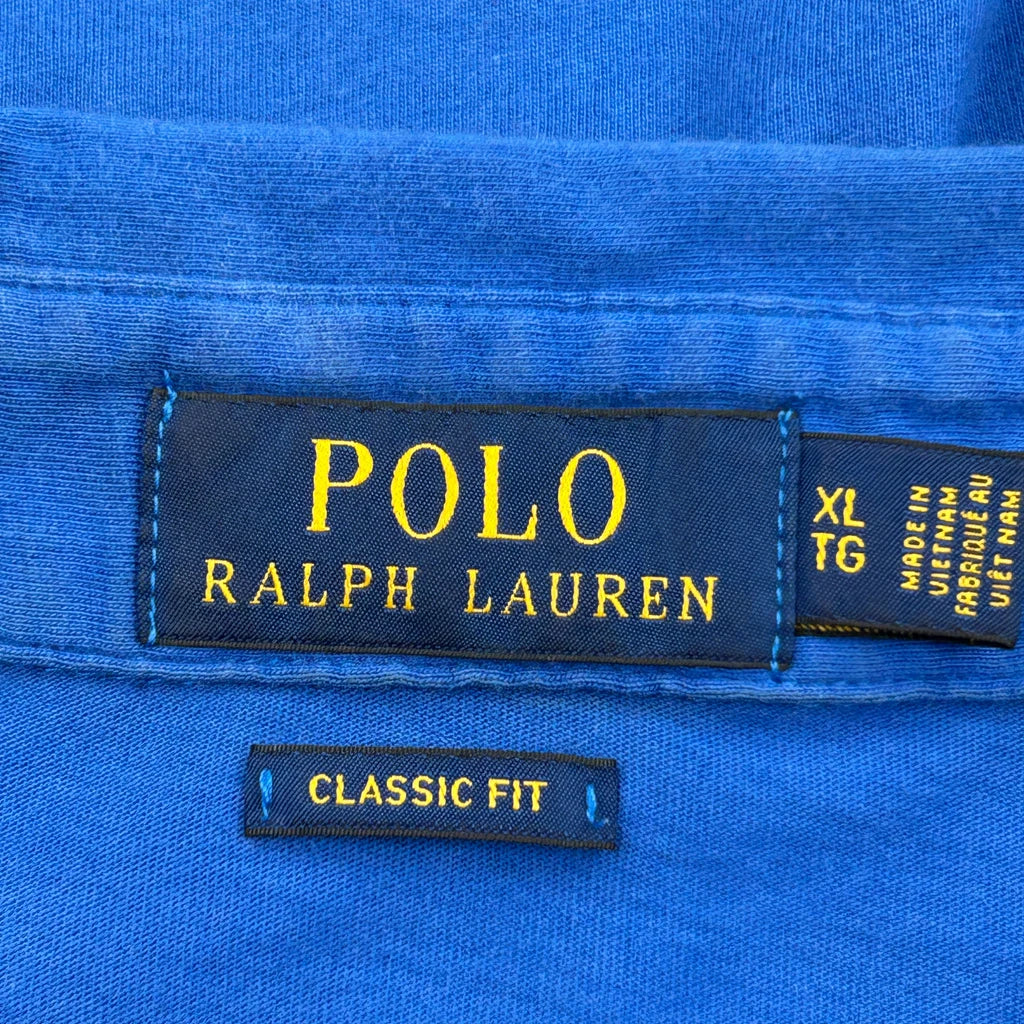 POLO
RALPH LAUREN
XL
TG
MADE IN
VIETNAM
FABRIQUÉ AU
VIÊT NAM
CLASSIC FIT